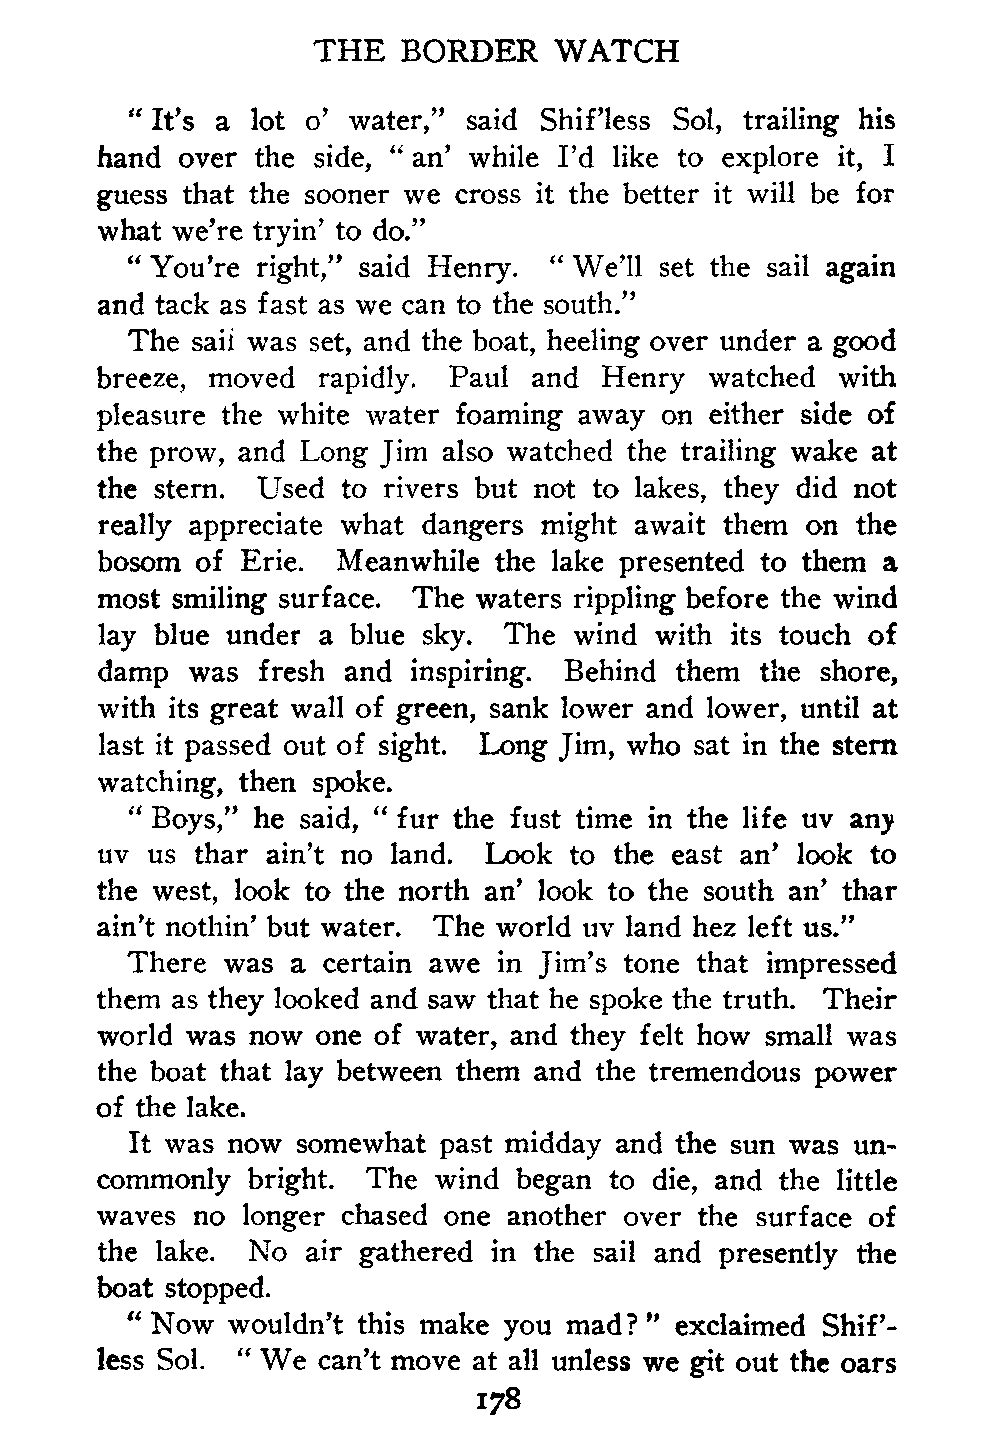 THE BORDER WATCH
" It's a lot o' water," said Shif'less Sol, trailing his
hand over the side, " an' while I'd like to explore it, I
guess that the sooner we cross it the better it will be for
what we're tryin' to do."
" You're right," said Henry. " We'll set the sail again
and tack as fast as we can to the south."
The sail was set, and the boat, heeling over under a good
breeze, moved rapidly. Paul and Henry watched with
pleasure the white water foaming away on either side of
the prow, and Long Jim also watched the trailing wake at
the stern. Used to rivers but not to lakes, they did not
really appreciate what dangers might await them on the
bosom of Erie. Meanwhile the lake presented to them a
most smiling surface. The waters rippling before the wind
lay blue under a blue sky. The wind with its touch of
damp was fresh and inspiring. Behind them the shore,
with its great wall of green, sank lower and lower, until at
last it passed out of sight. Long Jim, who sat in the stern
watching, then spoke.
" Boys," he said, " fur the fust time in the life uv any
uv us thar ain't no land. Look to the east an' look to
the west, look to the north an' look to the south an' thar
ain't nothin' but water. The world uv land hez left us."
There was a certain awe in Jim's tone that impressed
them as they looked and saw that he spoke the truth. Their
world was now one of water, and they felt how small was
the boat that lay between them and the tremendous power
of the lake.
It was now somewhat past midday and the sun was un-
commonly bright. The wind began to die, and the little
waves no longer chased one another over the surface of
the lake. No air gathered in the sail and presently the
boat stopped.
" Now wouldn't this make you mad? " exclaimed Shif'-
less Sol. " We can't move at all unless we git out the oars
178